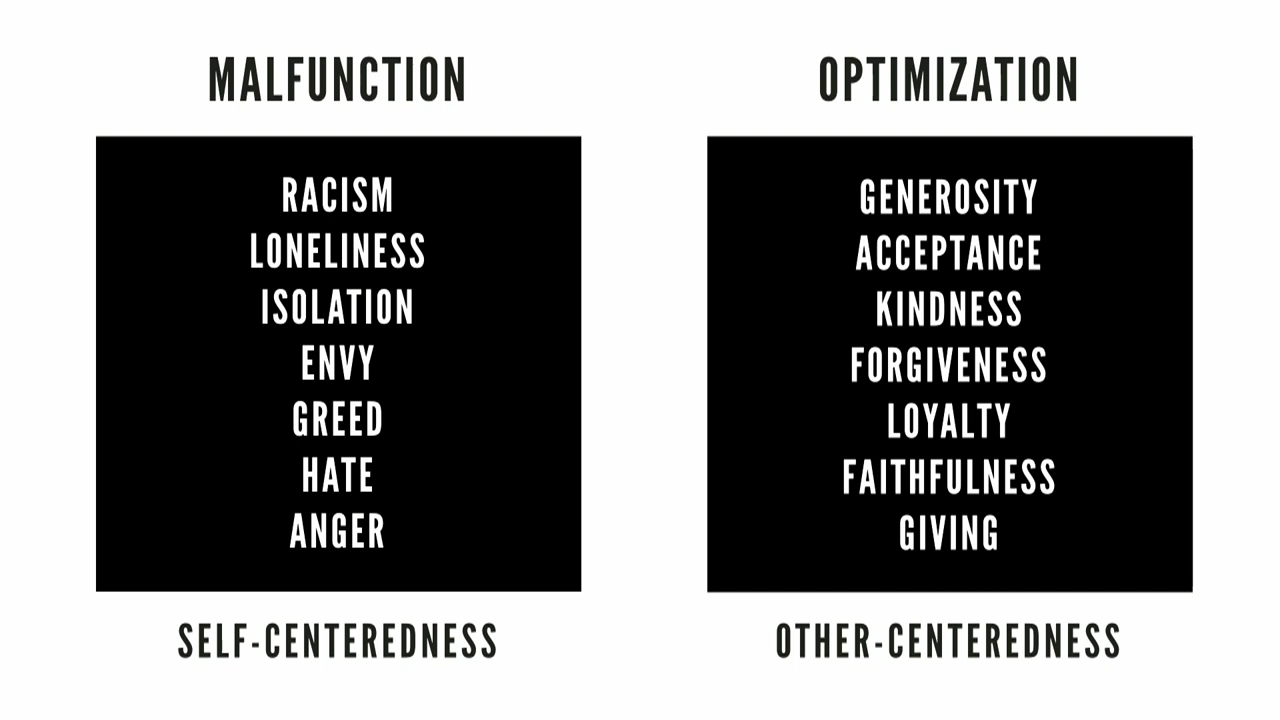 MALFUNCTION
RACISM
LONELINESS
ISOLATION
ENVY
GREED
HATE
ANGER
SELF-CENTEREDNESS
OPTIMIZATION
GENEROSITY
ACCEPTANCE
KINDNESS
FORGIVENESS
LOYALTY
FAITHFULNESS
GIVING
OTHER-CENTEREDNESS